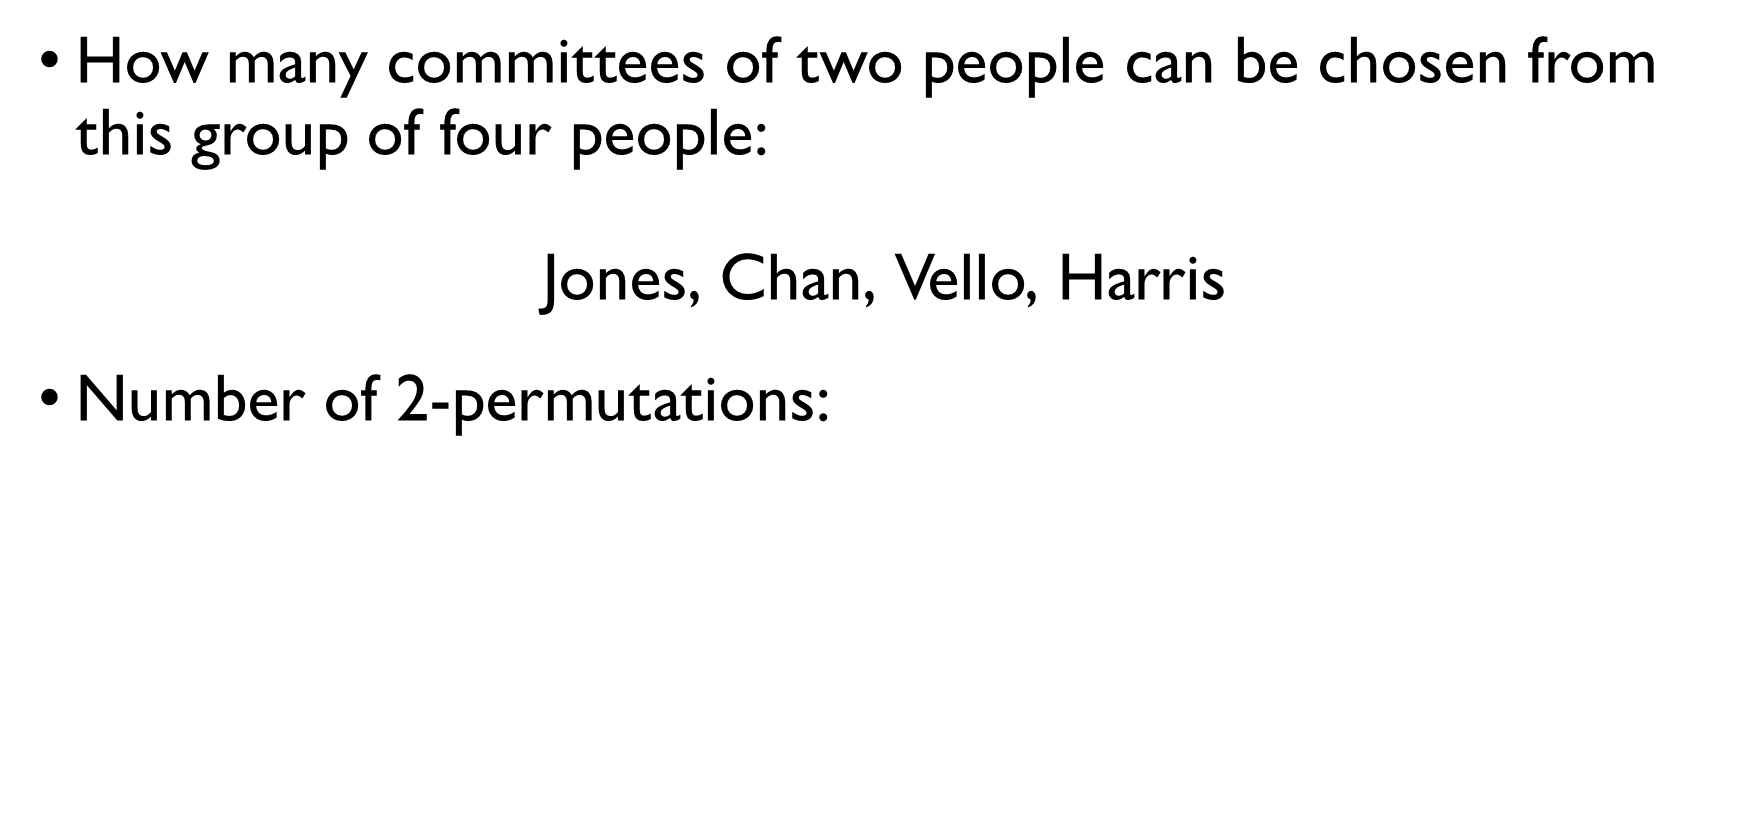 • How many committees of two people can be chosen from
this group of four people:
Jones, Chan, Vello, Harris
• Number of 2-permutations: